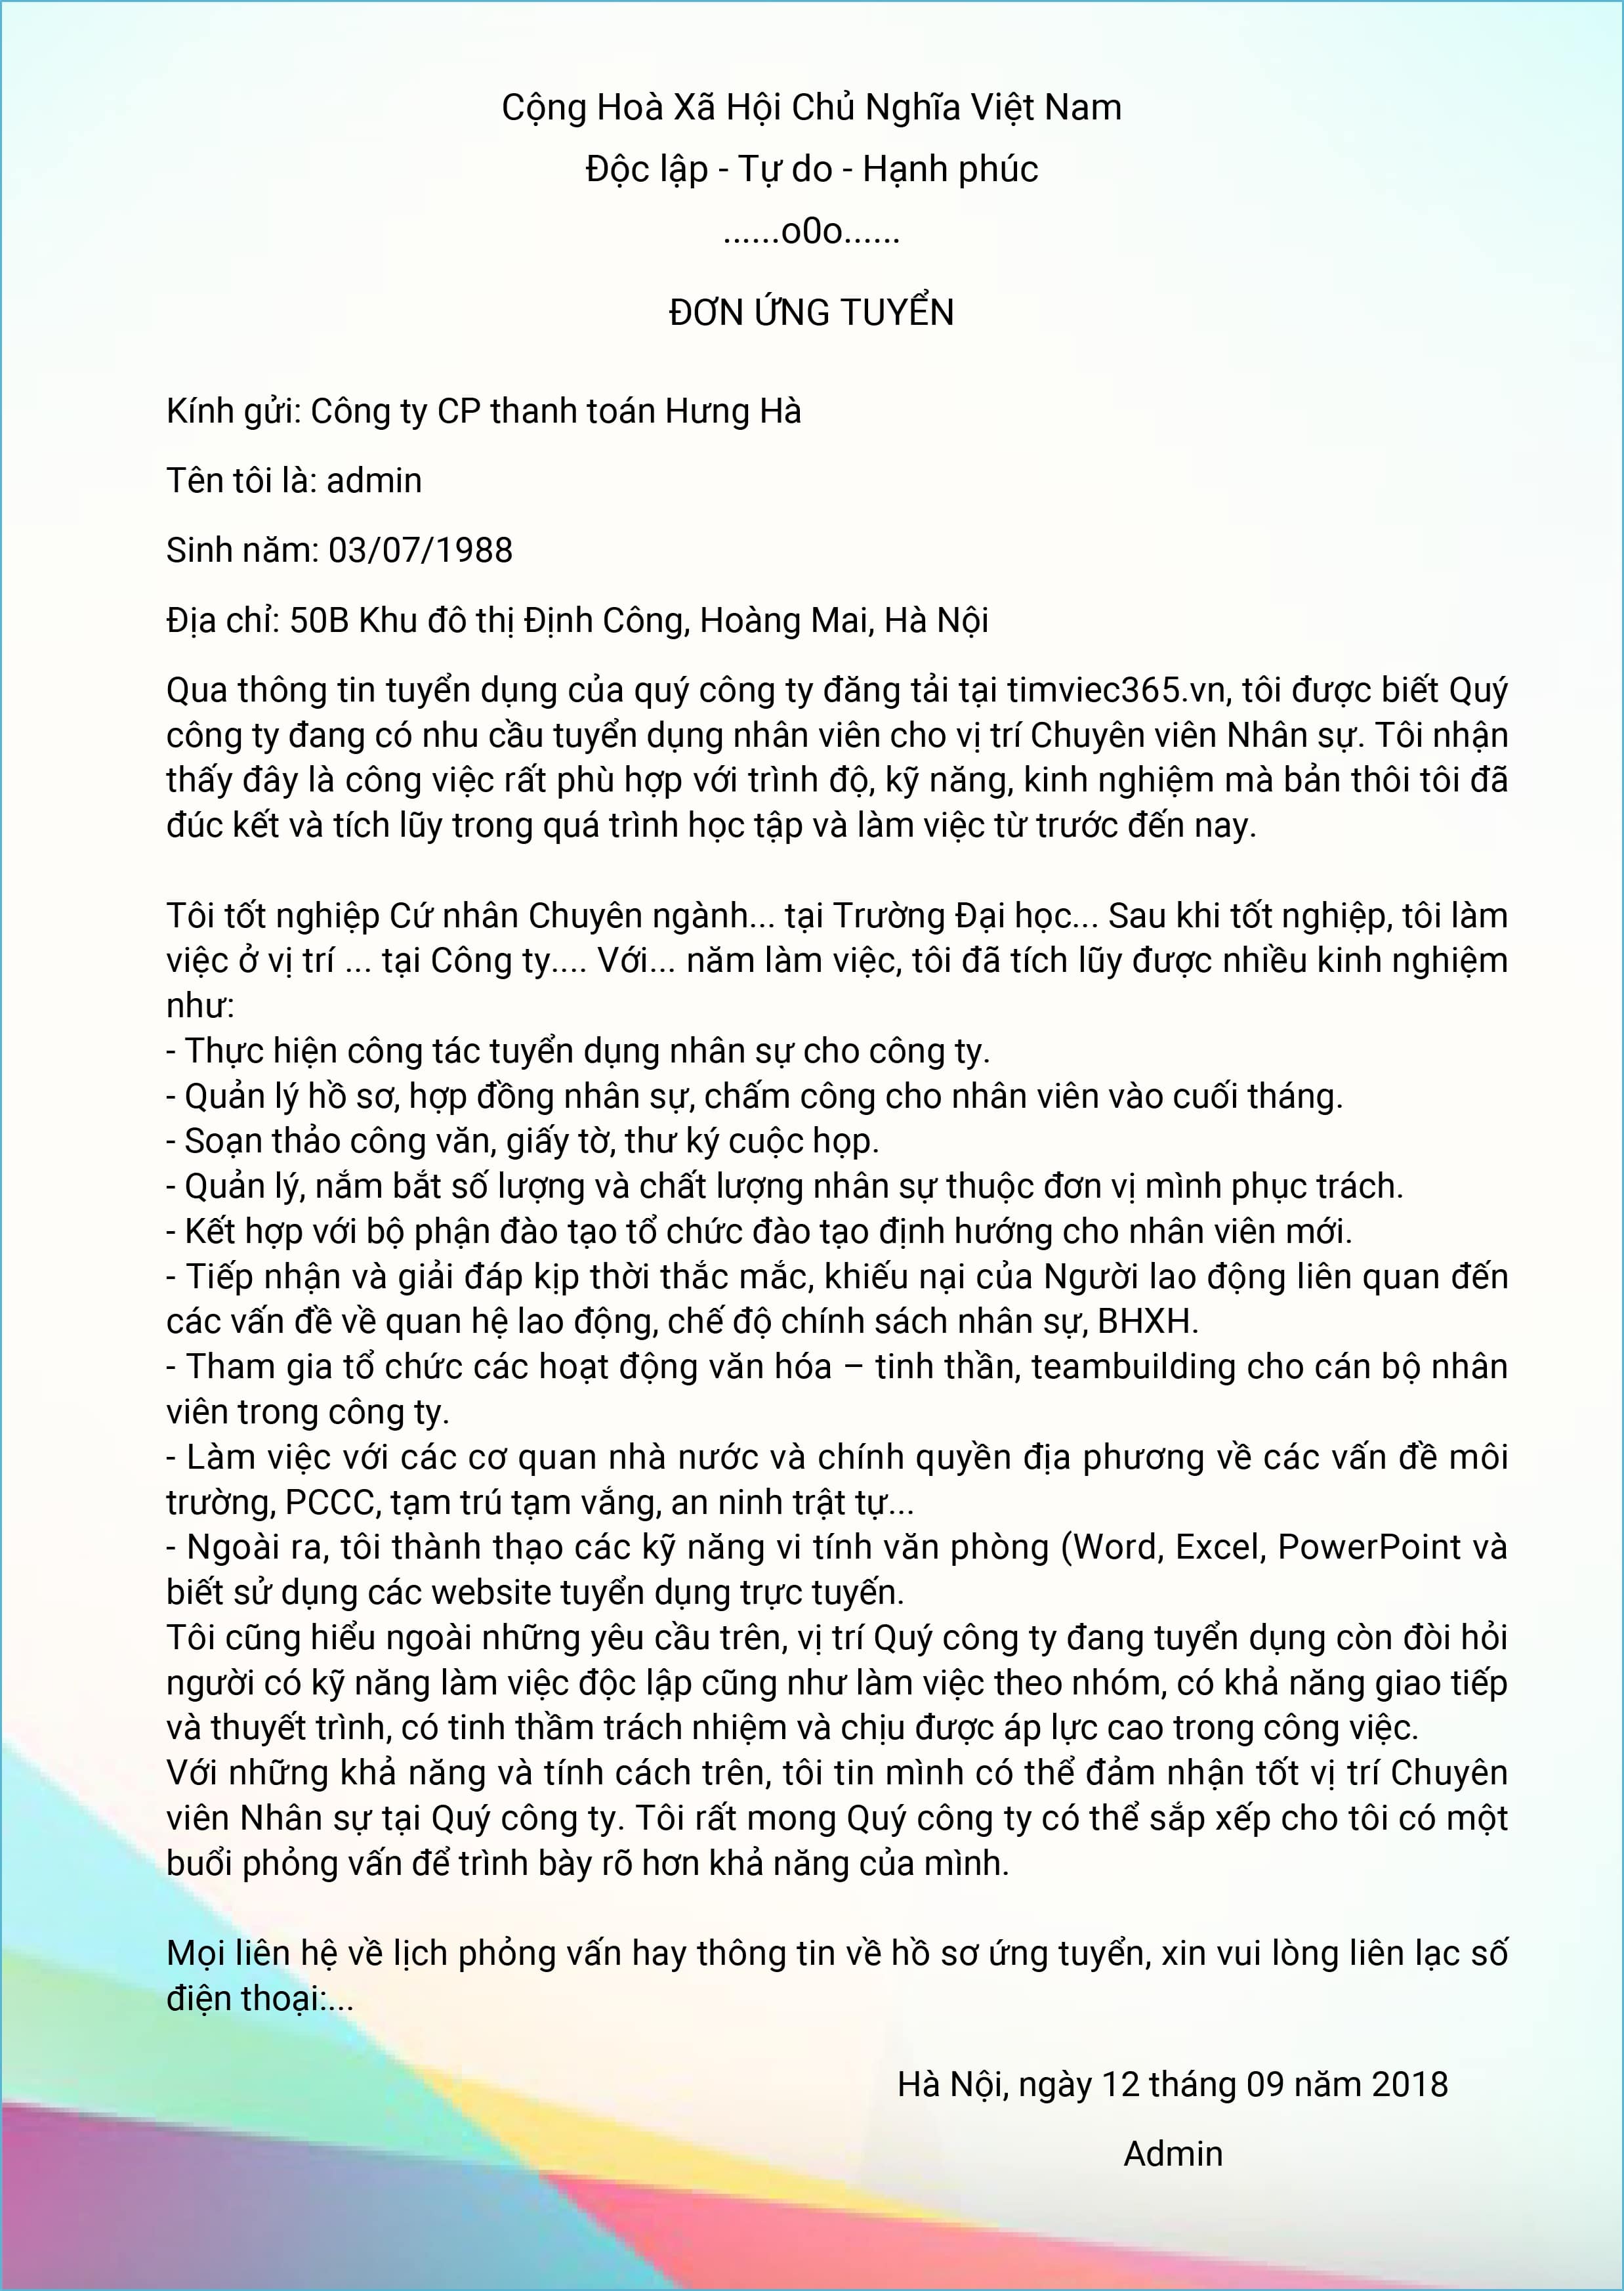 Cộng Hoà Xã Hội Chủ Nghĩa Việt Nam
Độc lập - Tự do - Hạnh phúc
......o0o......
ĐƠN ỨNG TUYỂN
Kính gửi: Công ty CP thanh toán Hưng Hà
Tên tôi là: admin
Sinh năm: 03/07/1988
Địa chỉ: 50B Khu đô thị Định Công, Hoàng Mai, Hà Nội
Qua thông tin tuyển dụng của quý công ty đăng tải tại timviec365.vn, tôi được biết Quý
công ty đang có nhu cầu tuyển dụng nhân viên cho vị trí Chuyên viên Nhân sự. Tôi nhận
thấy đây là công việc rất phù hợp với trình độ, kỹ năng, kinh nghiệm mà bản thôi tôi đã
đúc kết và tích lũy trong quá trình học tập và làm việc từ trước đến nay.
Tôi tốt nghiệp Cứ nhân Chuyên ngành... tại Trường Đại học... Sau khi tốt nghiệp, tôi làm
việc ở vị trí ... tại Công ty.... Với... năm làm việc, tôi đã tích lũy được nhiều kinh nghiệm
như:
- Thực hiện công tác tuyển dụng nhân sự cho công ty.
- Quản lý hồ sơ, hợp đồng nhân sự, chấm công cho nhân viên vào cuối tháng.
- Soạn thảo công văn, giấy tờ, thư ký cuộc họp.
- Quản lý, nắm bắt số lượng và chất lượng nhân sự thuộc đơn vị mình phục trách.
- Kết hợp với bộ phận đào tạo tổ chức đào tạo định hướng cho nhân viên mới.
- Tiếp nhận và giải đáp kịp thời thắc mắc, khiếu nại của Người lao động liên quan đến
các vấn đề về quan hệ lao động, chế độ chính sách nhân sự, BHXH.
- Tham gia tổ chức các hoạt động văn hóa – tinh thần, teambuilding cho cán bộ nhân
viên trong công ty.
- Làm việc với các cơ quan nhà nước và chính quyền địa phương về các vấn đề môi
trường, PCCC, tạm trú tạm vắng, an ninh trật tự...
- Ngoài ra, tôi thành thạo các kỹ năng vi tính văn phòng (Word, Excel, PowerPoint và
biết sử dụng các website tuyển dụng trực tuyến.
Tôi cũng hiểu ngoài những yêu cầu trên, vị trí Quý công ty đang tuyển dụng còn đòi hỏi
người có kỹ năng làm việc độc lập cũng như làm việc theo nhóm, có khả năng giao tiếp
và thuyết trình, có tinh thầm trách nhiệm và chịu được áp lực cao trong công việc.
Với những khả năng và tính cách trên, tôi tin mình có thể đảm nhận tốt vị trí Chuyên
viên Nhân sự tại Quý công ty. Tôi rất mong Quý công ty có thể sắp xếp cho tôi có một
buổi phỏng vấn để trình bày rõ hơn khả năng của mình.
Mọi liên hệ về lịch phỏng vấn hay thông tin về hồ sơ ứng tuyển, xin vui lòng liên lạc số
điện thoại:...
Hà Nội, ngày 12 tháng 09 năm 2018
Admin